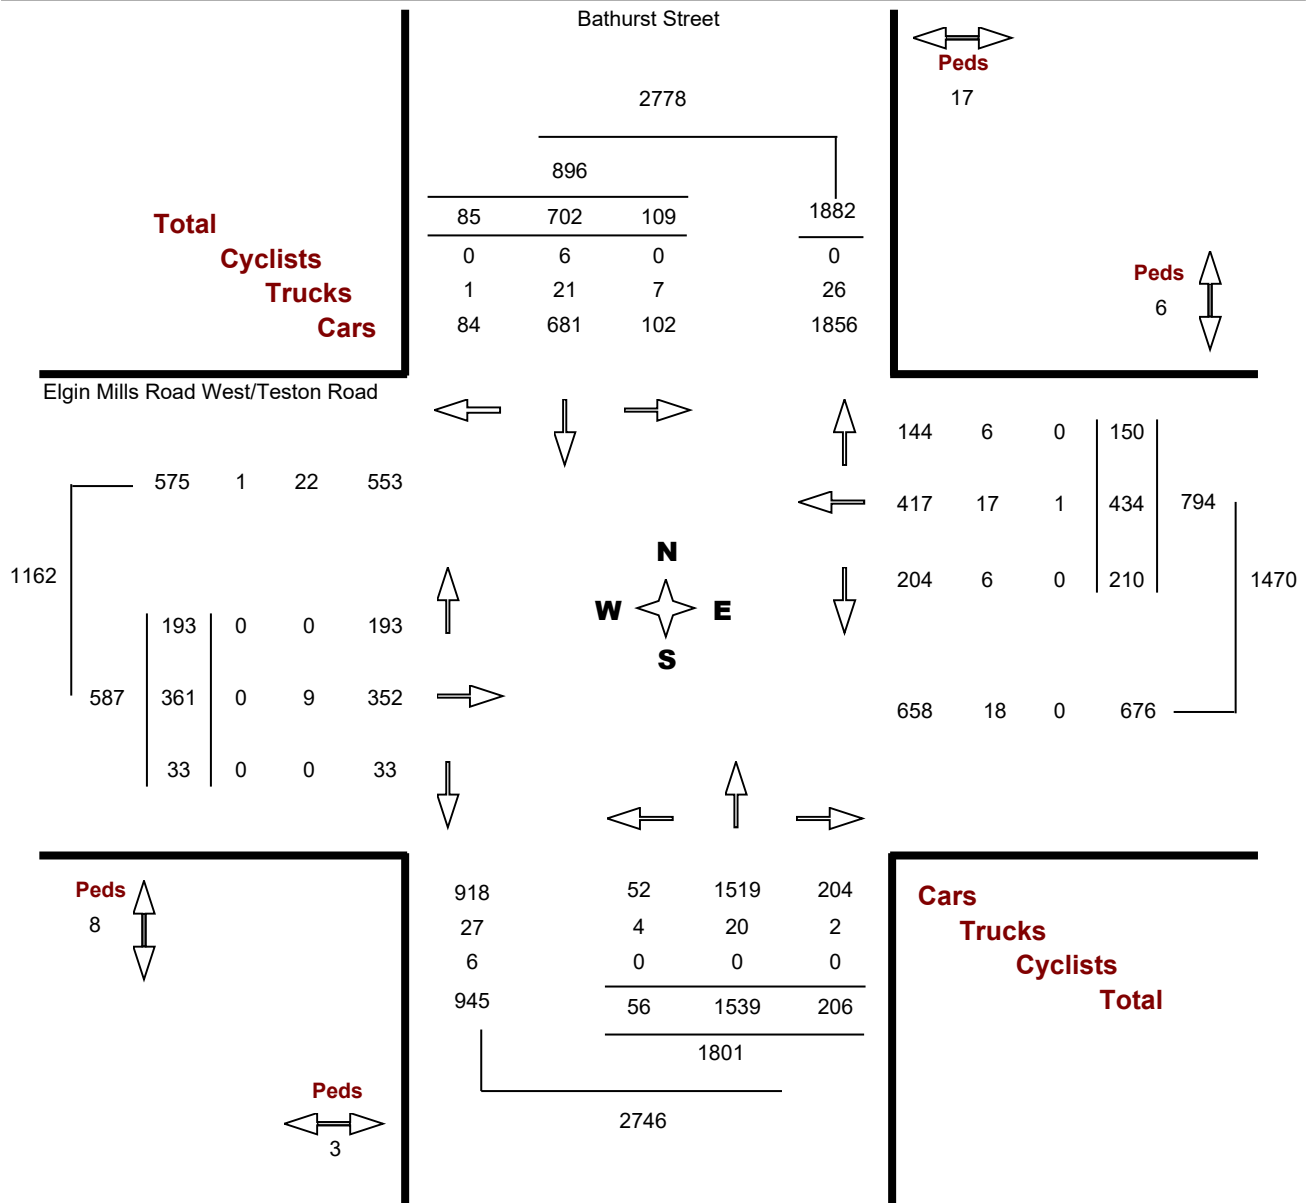 Bathurst Street
Peds
17
2778
896
85 702 109 1882
Total
0 6 0 0
Cyclists
1 21 7 26
Trucks
84 681 102 1856
Cars
Peds
6
Elgin Mills Road West/Teston Road
144 6 0 150
575 1 22 553
417 17 1 434 794
N
1162
204 6 0 210 1470
W E
193 0 0 193
S
587 361 0 9 352
658 18 0 676
33 0 0 33
Peds
8
918 52 1519 204
Cars
27 4 20 2
Trucks
6 0 0 0
Cyclists
945 56 1539 206
Total
1801
Peds
3
2746